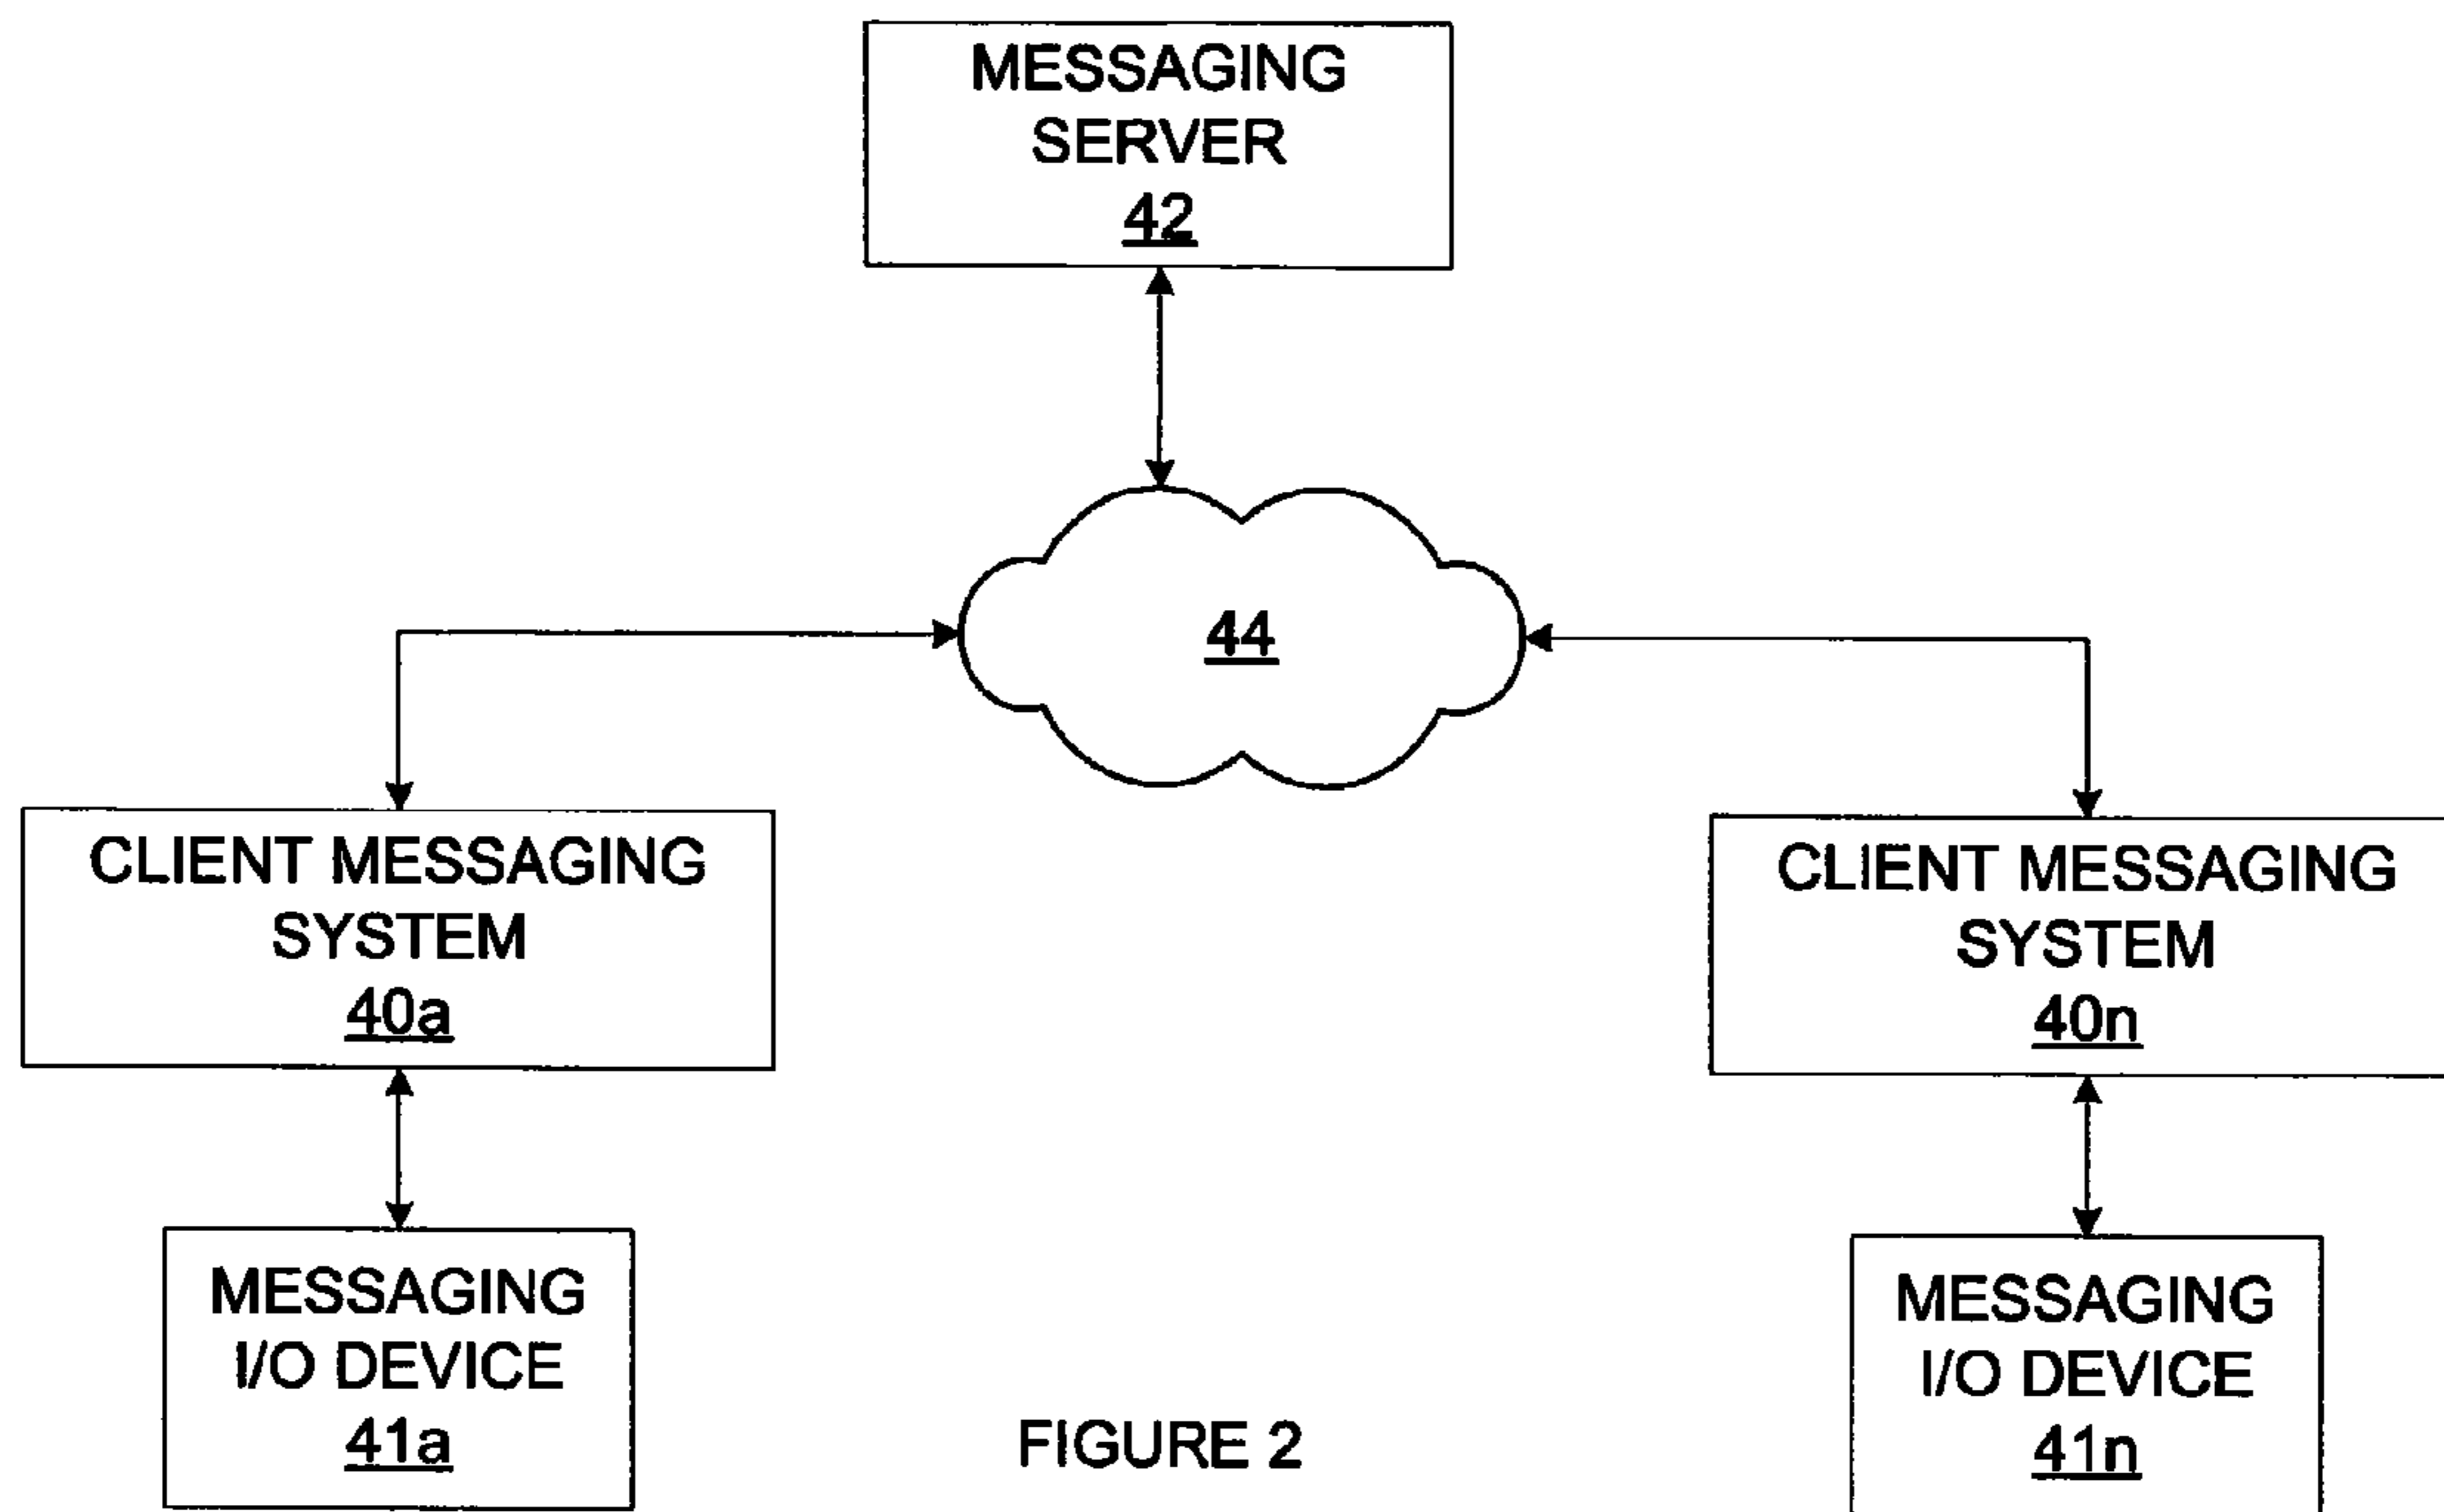 MESSAGING
SERVER
42
44
CLIENT MESSAGING
SYSTEM
40a
CLIENT MESSAGING
SYSTEM
40n
MESSAGING
I/O DEVICE
41a
MESSAGING
I/O DEVICE
41n
FIGURE 2